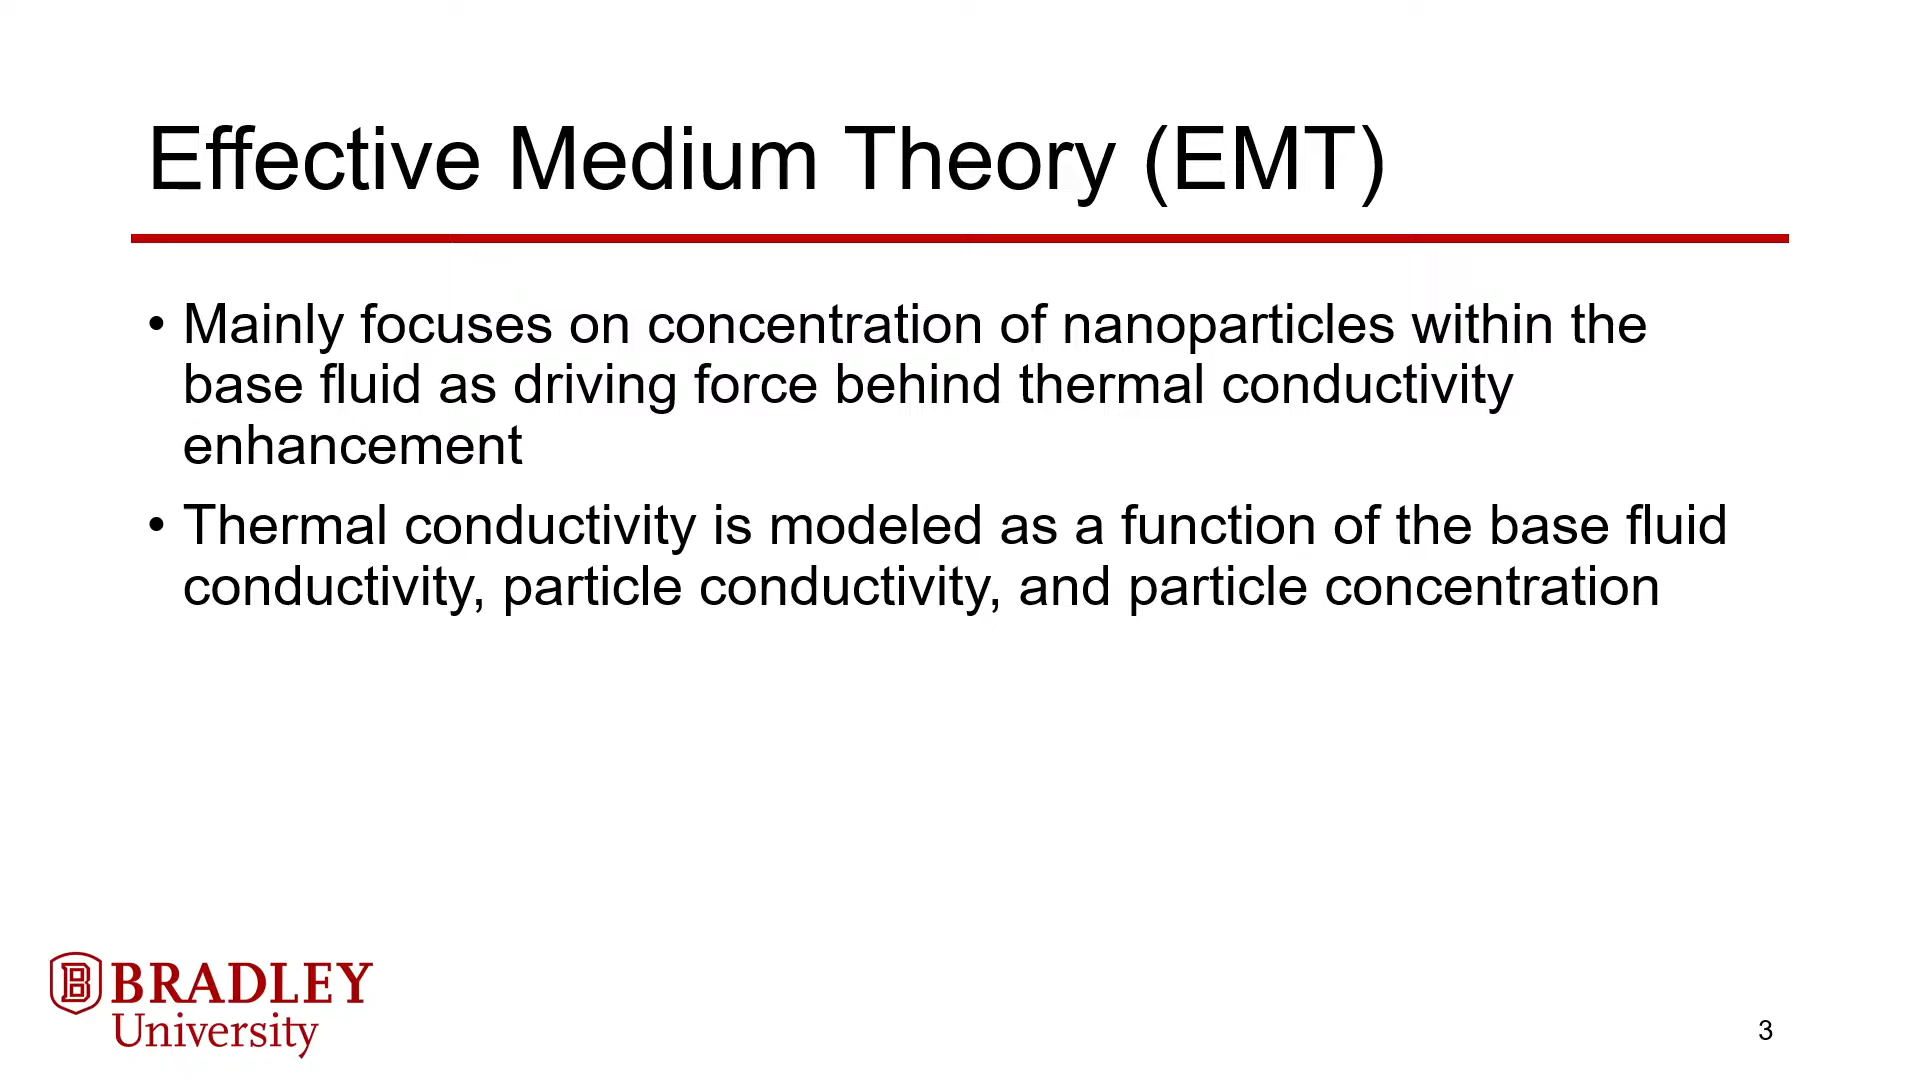 Effective Medium Theory (EMT)
• Mainly focuses on concentration of nanoparticles within the
base fluid as driving force behind thermal conductivity
enhancement
• Thermal conductivity is modeled as a function of the base fluid
conductivity, particle conductivity, and particle concentration
B BRADLEY
University
3